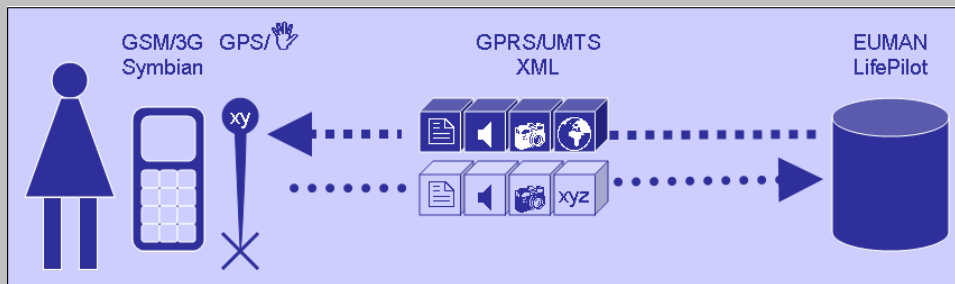 GSM/3G GPS/
Symbian
GPRS/UMTS
XML
EUMAN
LifePilot
xy
xyz